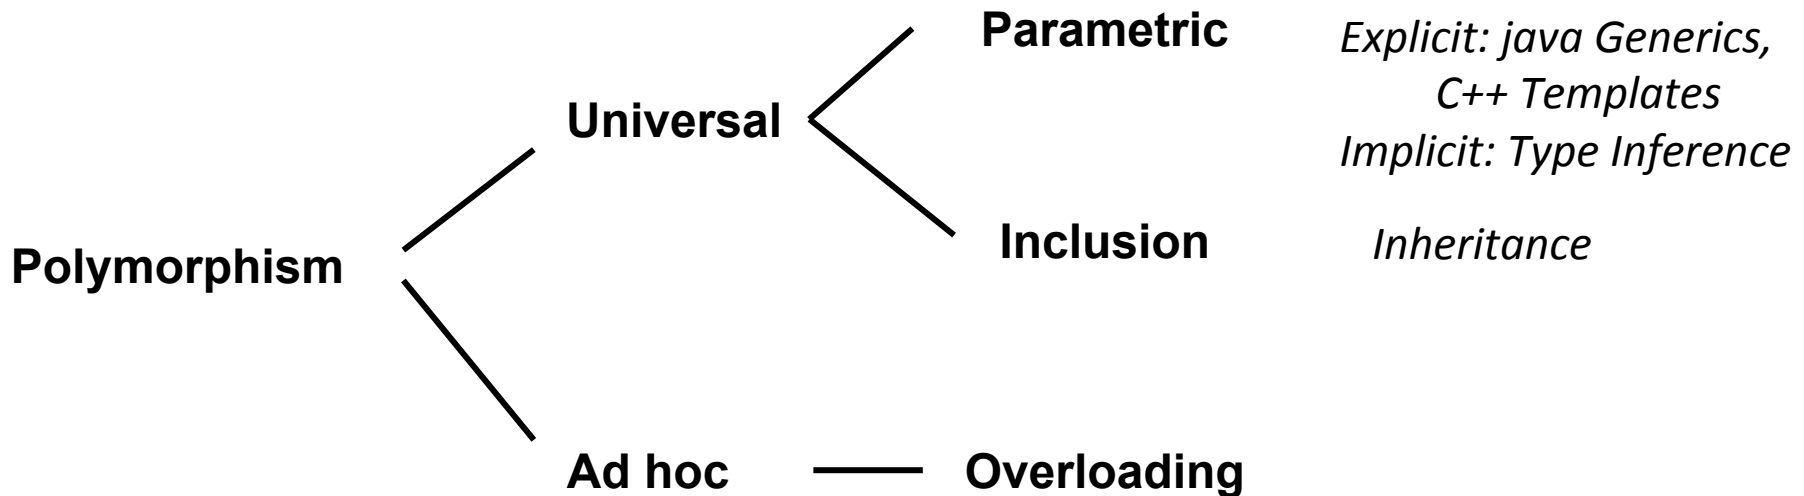 Parametric
Explicit: java Generics,
C++ Templates
Universal
Implicit: Type Inference
Inclusion
Inheritance
Polymorphism
Ad hoc
Overloading